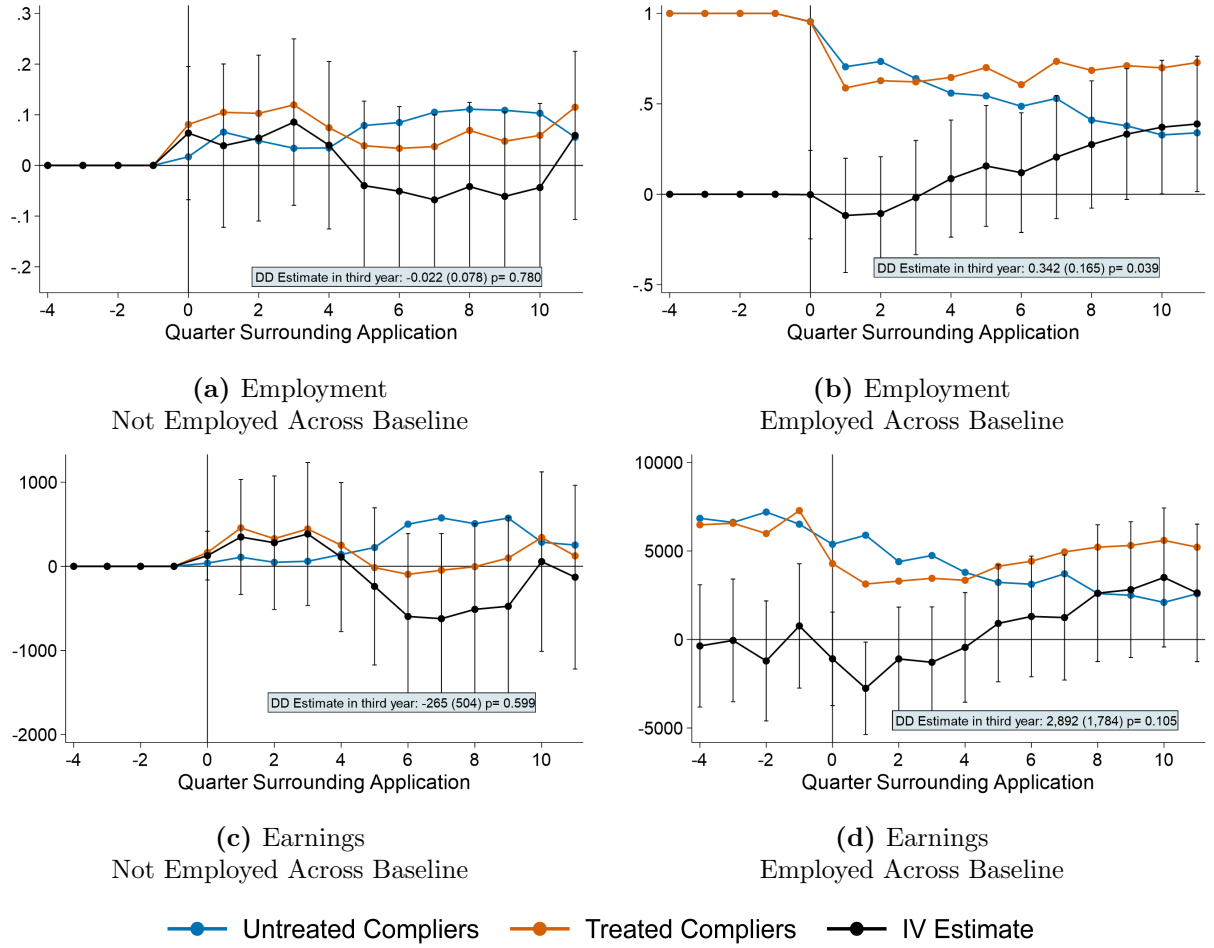 .3
.2
.1
0
-.1
-.2
DD Estimate in third year: -0.022 (0.078) p= 0.780
-4 -2 0 2 4 6 8 10
Quarter Surrounding Application
(a) Employment
Not Employed Across Baseline
1
.5
0
-.5
DD Estimate in third year: 0.342 (0.165) p= 0.039
-4 -2 0 2 4 6 8 10
Quarter Surrounding Application
(b) Employment
Employed Across Baseline
1000
0
-1000
-2000
DD Estimate in third year: -265 (504) p= 0.599
-4 -2 0 2 4 6 8 10
Quarter Surrounding Application
(c) Earnings
Not Employed Across Baseline
10000
5000
0
-5000
DD Estimate in third year: 2,892 (1,784) p= 0.105
-4 -2 0 2 4 6 8 10
Quarter Surrounding Application
(d) Earnings
Employed Across Baseline
Untreated Compliers Treated Compliers IV Estimate